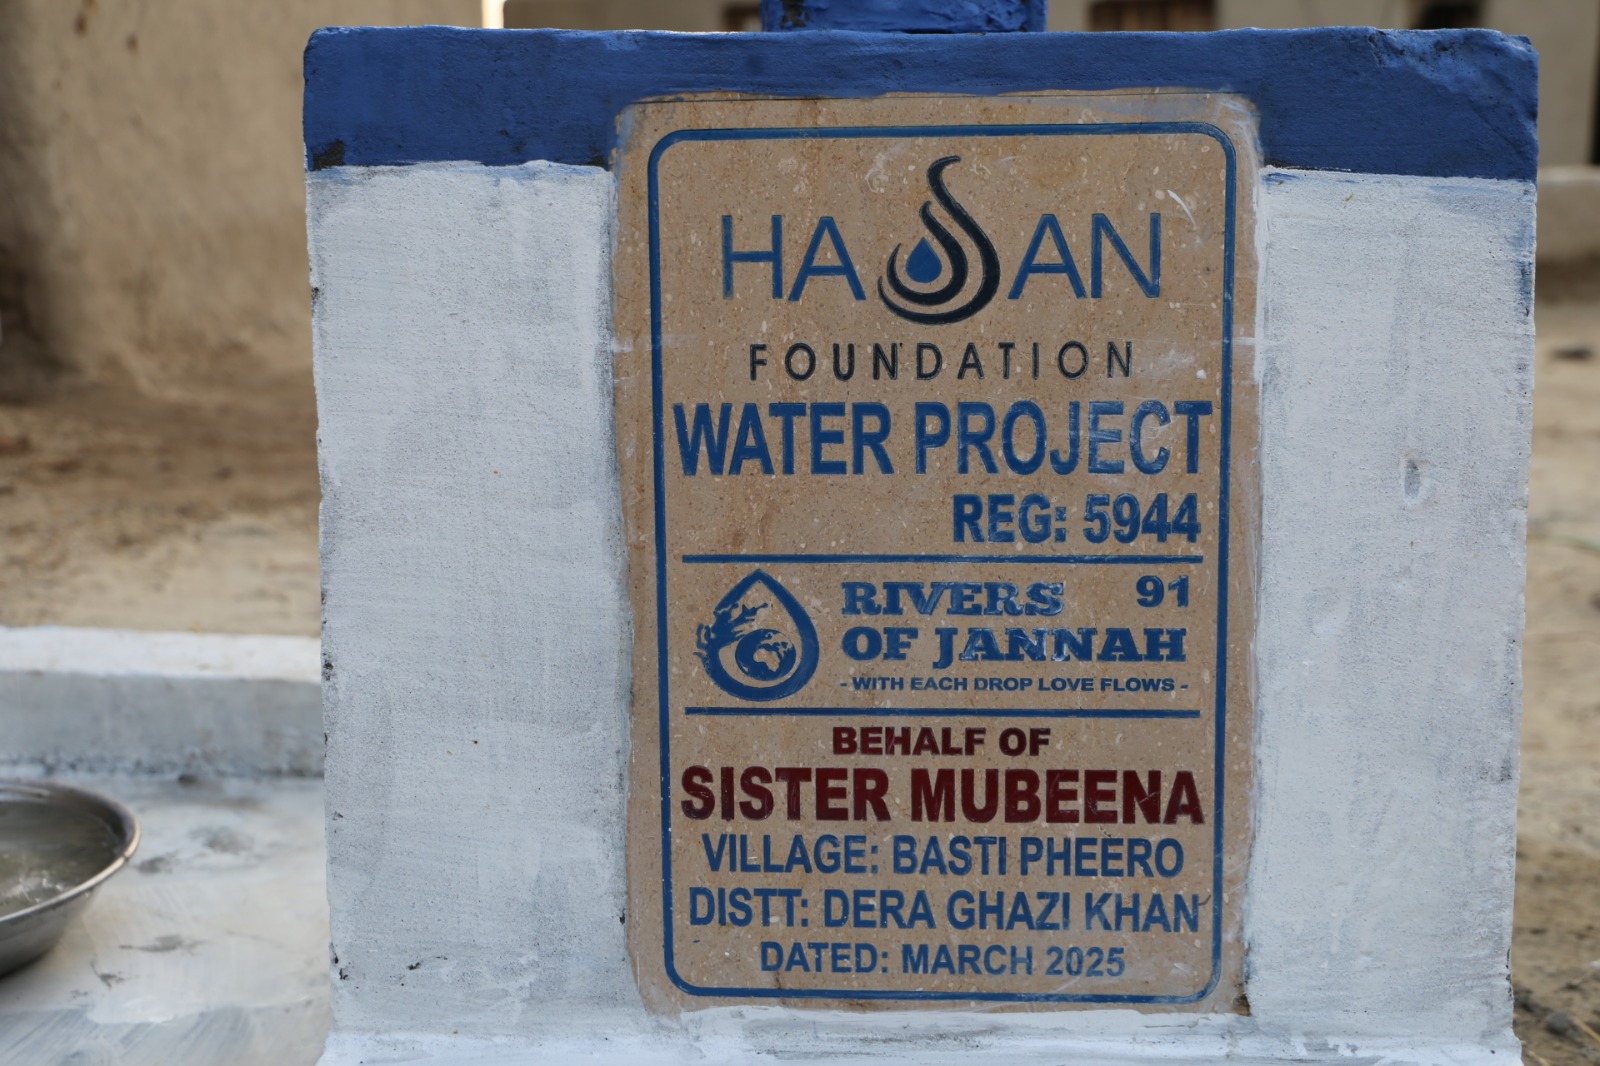 HASSAN
FOUNDATION
WATER PROJECT
REG: 5944
RIVERS 91
OF JANNAH
- WITH EACH DROP LOVE FLOWS -
BEHALF OF
SISTER MUBEENA
VILLAGE: BASTI PHEERO
DISTT: DERA GHAZI KHAN
DATED: MARCH 2025